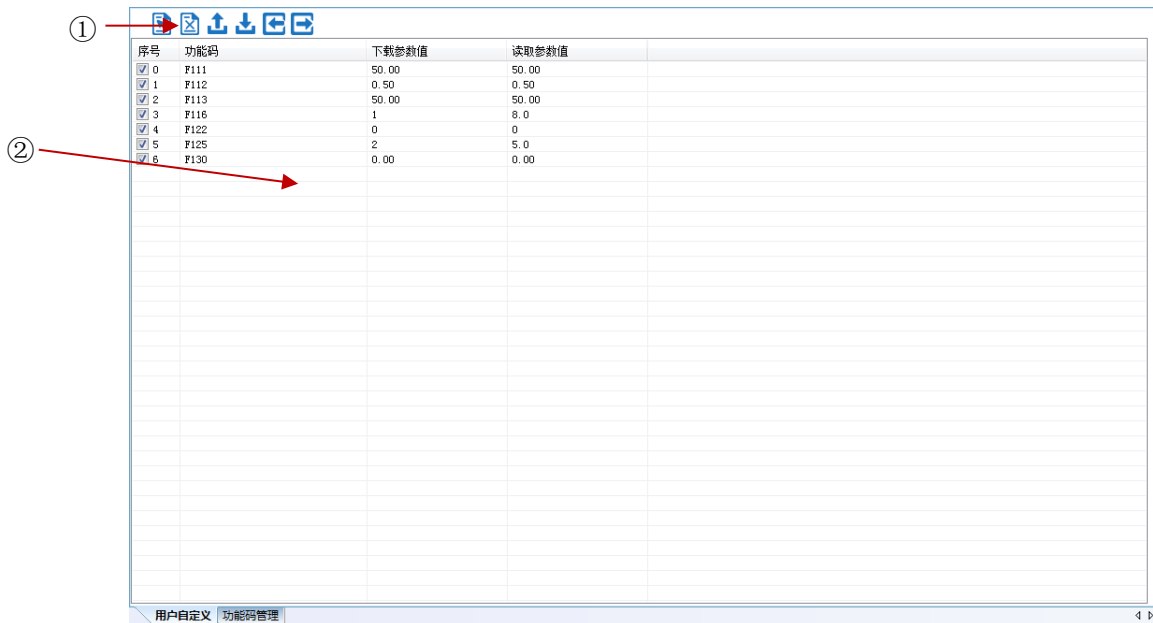 ①
序号 功能码 下载参数值 读取参数值
0 F111 50.00 50.00
1 F112 0.50 0.50
2 F113 50.00 50.00
3 F116 1 8.0
4 F122 0 0
②
5 F125 2 5.0
6 F130 0.00 0.00
用户自定义 功能码管理